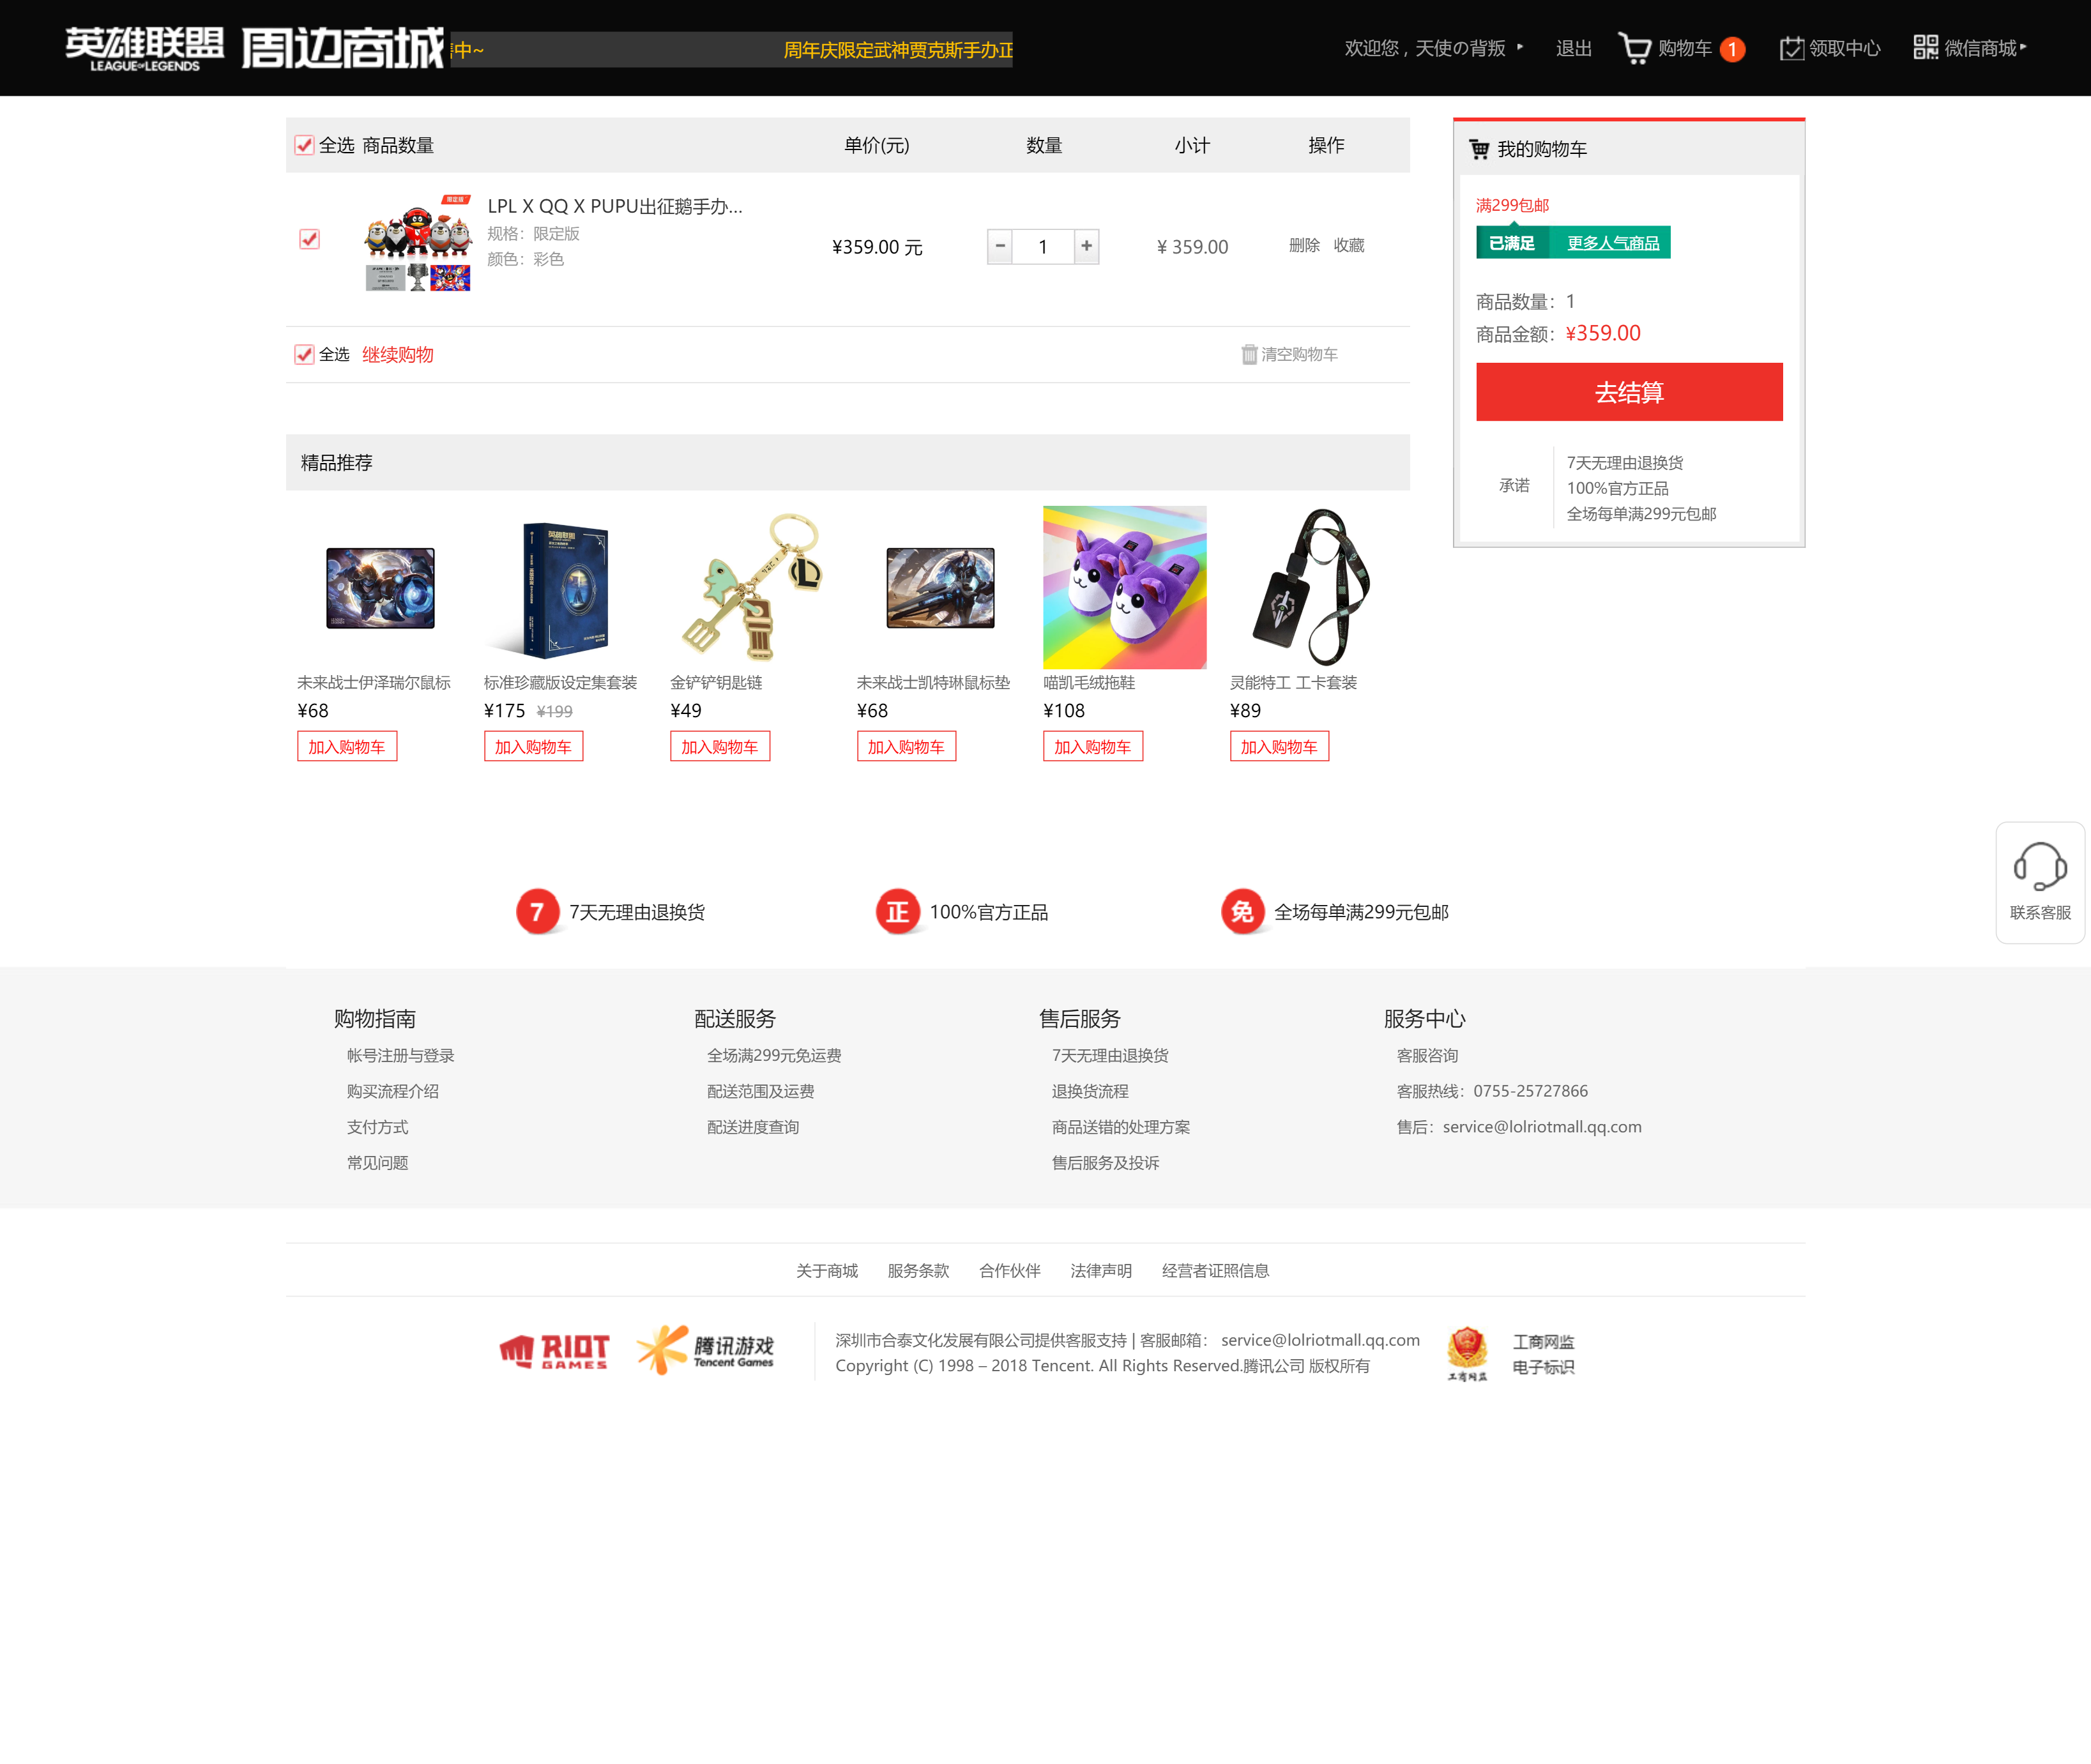 英雄联盟 周边商城
LEAGUE OF LEGENDS
中~ 周年庆限定武神贾克斯手办正
欢迎您，天使の背叛 退出 购物车 1 领取中心 微信商城
全选 商品数量 单价(元) 数量 小计 操作
限定版
LPL X QQ X PUPU出征鹅手办...
规格：限定版
颜色：彩色
¥359.00 元 − 1 + ¥ 359.00 删除 收藏
全选 继续购物 清空购物车
我的购物车
满299包邮
已满足 更多人气商品
商品数量：1
商品金额：¥359.00
去结算
承诺
7天无理由退换货
100%官方正品
全场每单满299元包邮
精品推荐
英雄联盟
未来战士伊泽瑞尔鼠标 标准珍藏版设定集套装 金铲铲钥匙链 未来战士凯特琳鼠标垫 喵凯毛绒拖鞋 灵能特工 工卡套装
¥68 ¥175 ¥199 ¥49 ¥68 ¥108 ¥89
加入购物车 加入购物车 加入购物车 加入购物车 加入购物车 加入购物车
联系客服
7 7天无理由退换货 正 100%官方正品 免 全场每单满299元包邮
购物指南 配送服务 售后服务 服务中心
帐号注册与登录 全场满299元免运费 7天无理由退换货 客服咨询
购买流程介绍 配送范围及运费 退换货流程 客服热线：0755-25727866
支付方式 配送进度查询 商品送错的处理方案 售后：service@lolriotmall.qq.com
常见问题 售后服务及投诉
关于商城 服务条款 合作伙伴 法律声明 经营者证照信息
RIOT GAMES
腾讯游戏
Tencent Games
深圳市合泰文化发展有限公司提供客服支持 | 客服邮箱： service@lolriotmall.qq.com
Copyright (C) 1998 – 2018 Tencent. All Rights Reserved.腾讯公司 版权所有
工商网监
工商网监
电子标识